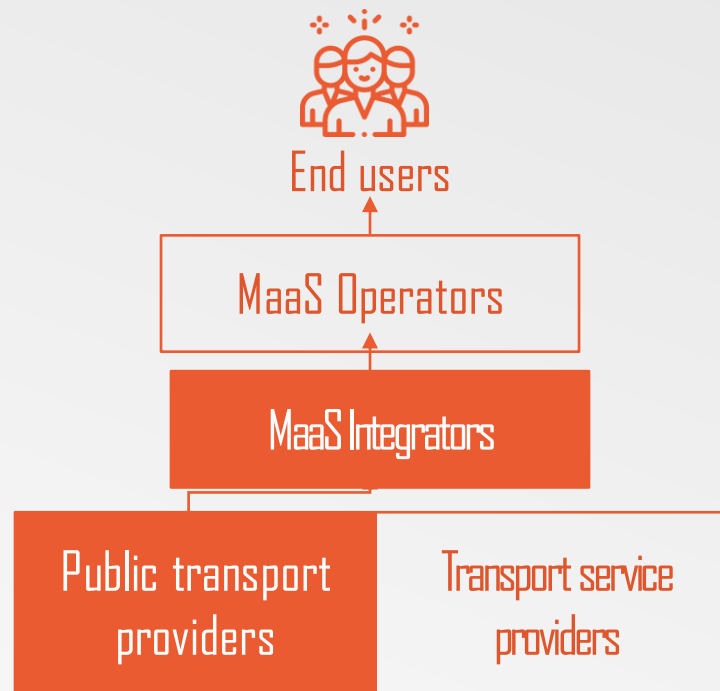 End users
MaaS Operators
MaaS Integrators
Public transport
providers
Transport service
providers